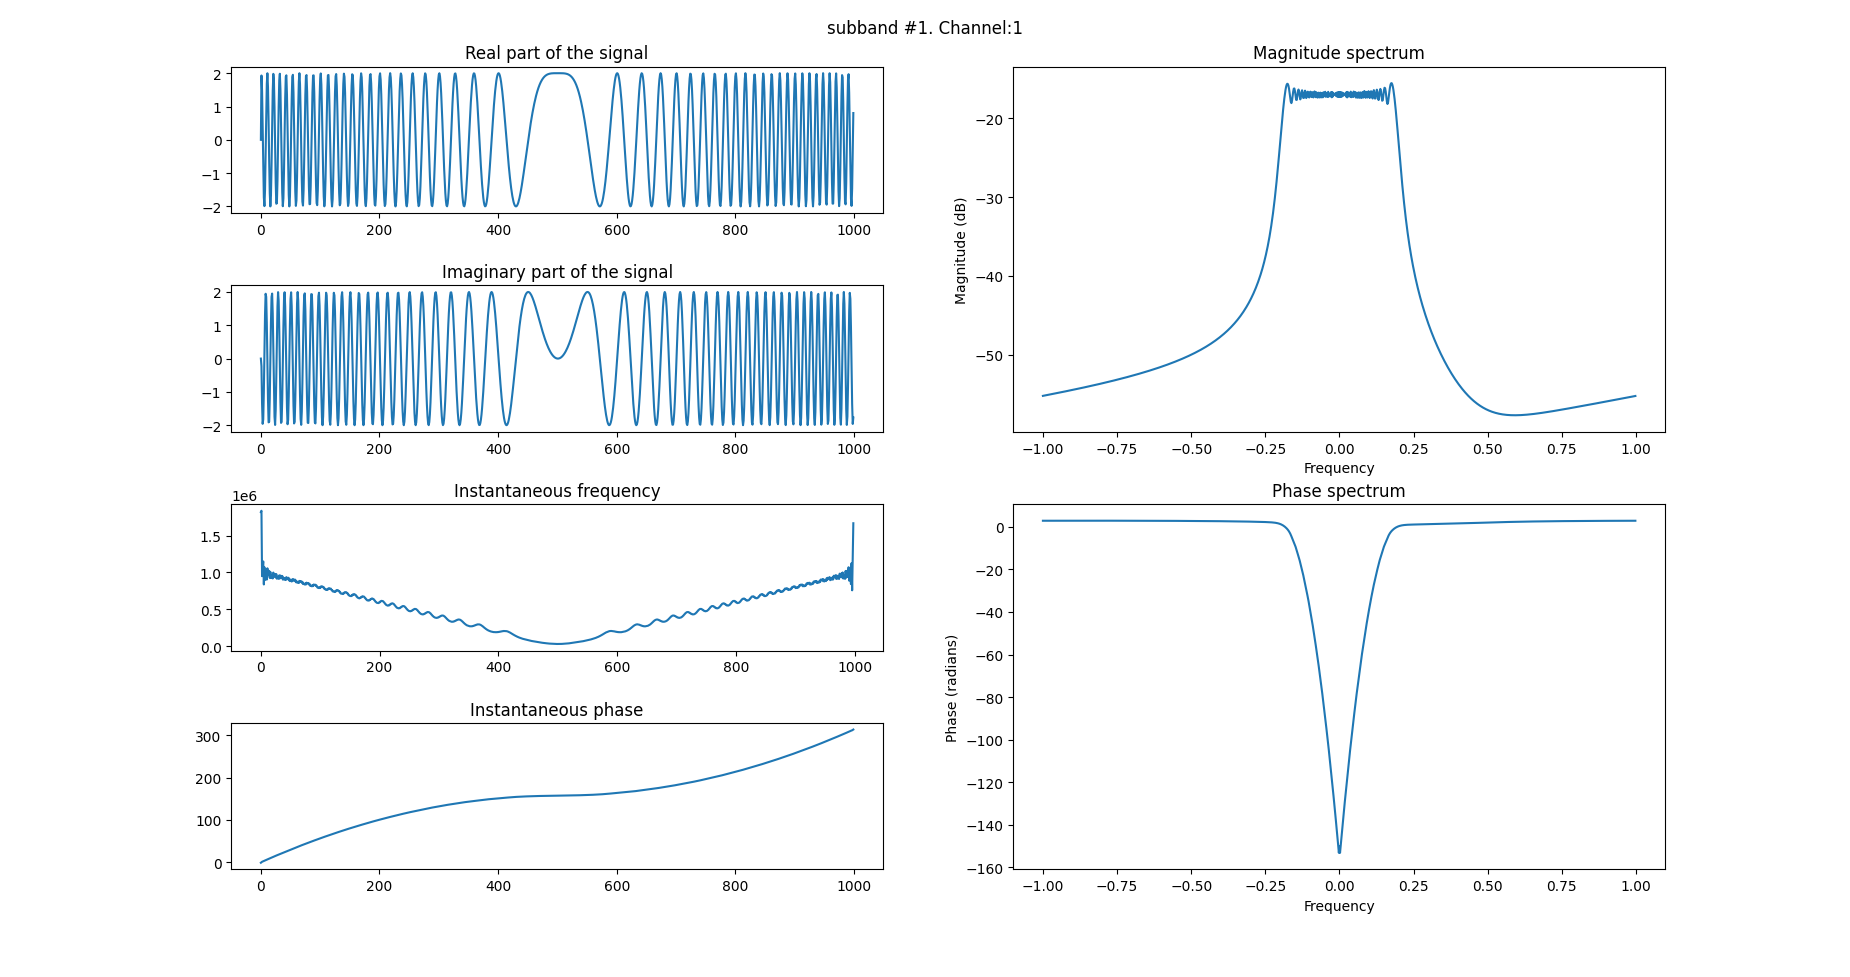 subband #1. Channel:1
Real part of the signal
2
1
0
−1
−2
0 200 400 600 800 1000
Imaginary part of the signal
2
1
0
−1
−2
0 200 400 600 800 1000
Instantaneous frequency
1e6
1.5
1.0
0.5
0.0
0 200 400 600 800 1000
Instantaneous phase
300
200
100
0
0 200 400 600 800 1000
Magnitude spectrum
Magnitude (dB)
−20
−30
−40
−50
−1.00 −0.75 −0.50 −0.25 0.00 0.25 0.50 0.75 1.00
Frequency
Phase spectrum
Phase (radians)
0
−20
−40
−60
−80
−100
−120
−140
−160
−1.00 −0.75 −0.50 −0.25 0.00 0.25 0.50 0.75 1.00
Frequency